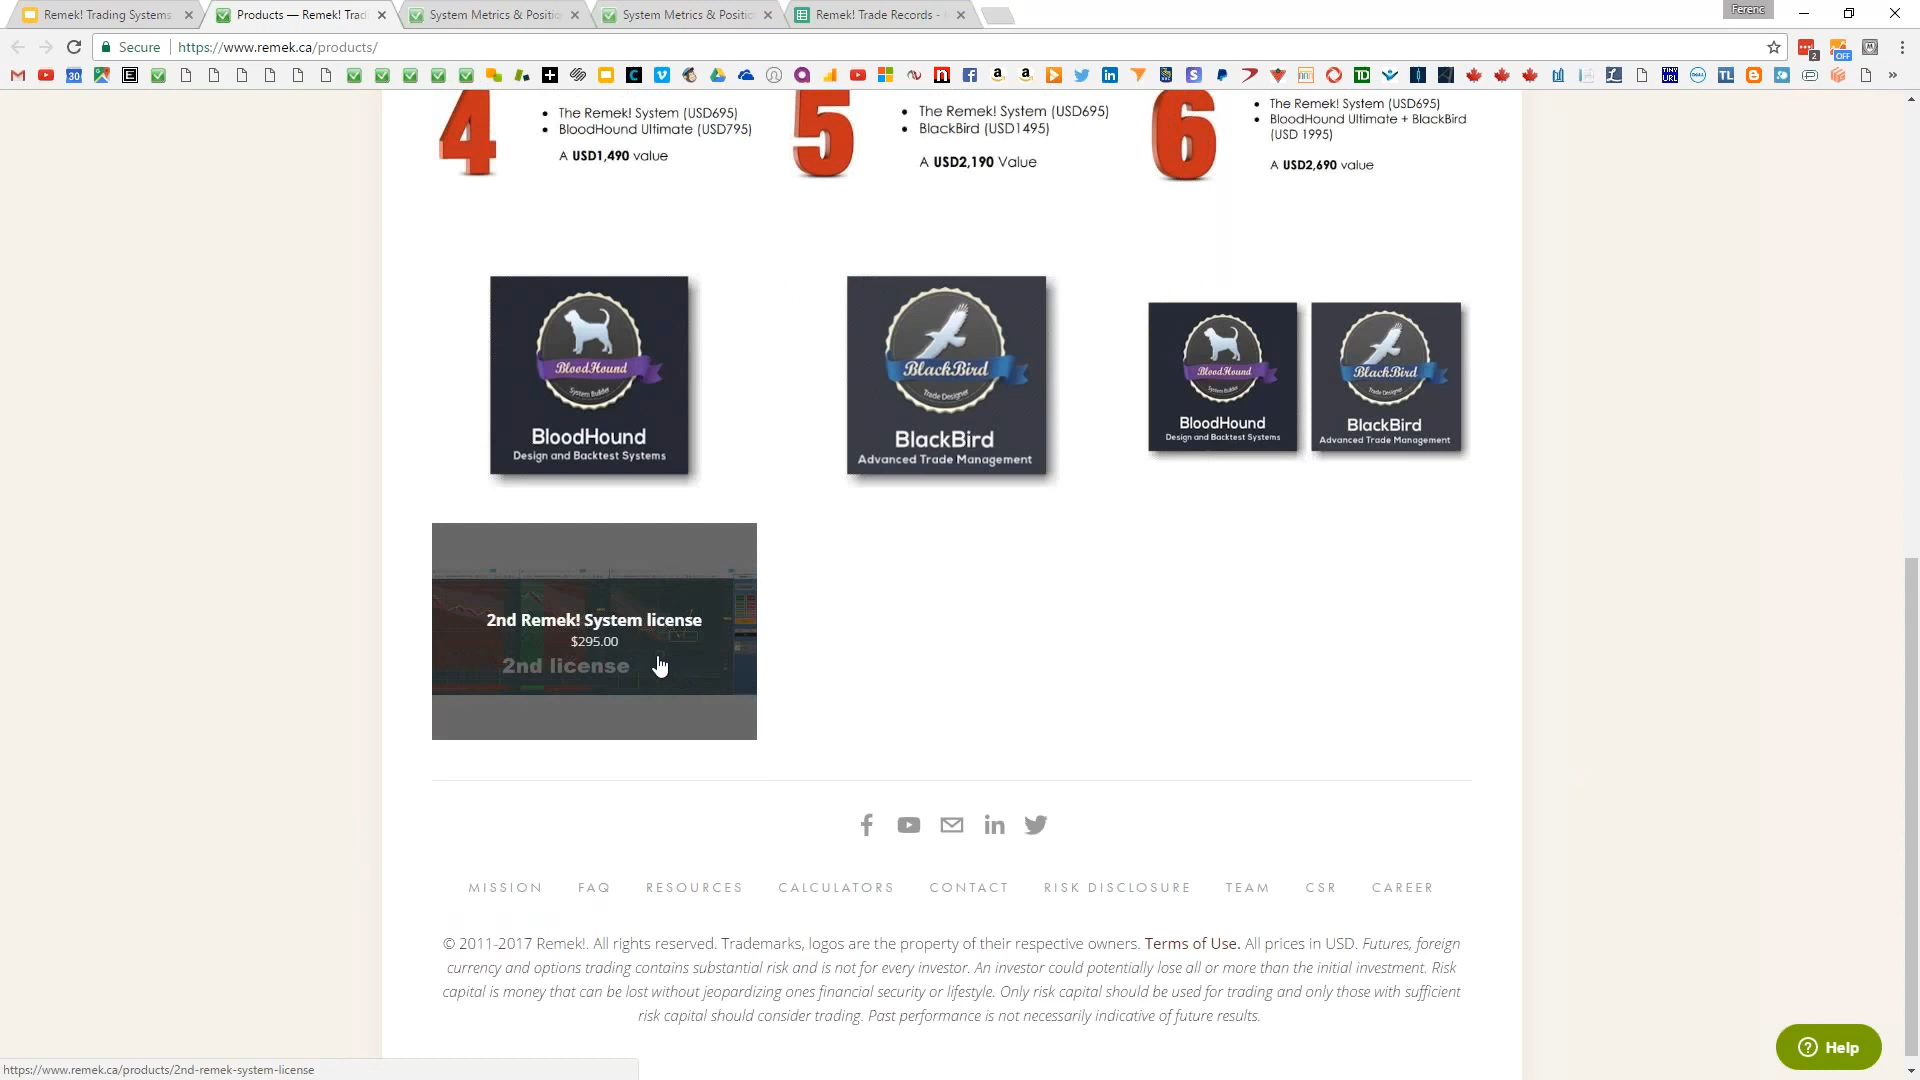 Remek! Trading Systems
Products — Remek! Tradi
System Metrics & Positio
System Metrics & Positio
Remek! Trade Records -
Ferenc
Secure
https://www.remek.ca/products/
4
The Remek! System (USD695)
BloodHound Ultimate (USD795)
A USD1,490 value
5
The Remek! System (USD695)
BlackBird (USD1495)
A USD2,190 Value
6
The Remek! System (USD695)
BloodHound Ultimate + BlackBird
(USD 1995)
A USD2,690 value
BloodHound
System Builder
BloodHound
Design and Backtest Systems
BlackBird
Trade Designer
BlackBird
Advanced Trade Management
BloodHound
System Builder
BloodHound
Design and Backtest Systems
BlackBird
Trade Designer
BlackBird
Advanced Trade Management
2nd Remek! System license
$295.00
2nd license
MISSION FAQ RESOURCES CALCULATORS CONTACT RISK DISCLOSURE TEAM CSR CAREER
© 2011-2017 Remek!. All rights reserved. Trademarks, logos are the property of their respective owners. Terms of Use. All prices in USD. Futures, foreign
currency and options trading contains substantial risk and is not for every investor. An investor could potentially lose all or more than the initial investment. Risk
capital is money that can be lost without jeopardizing ones financial security or lifestyle. Only risk capital should be used for trading and only those with sufficient
risk capital should consider trading. Past performance is not necessarily indicative of future results.
Help
https://www.remek.ca/products/2nd-remek-system-license